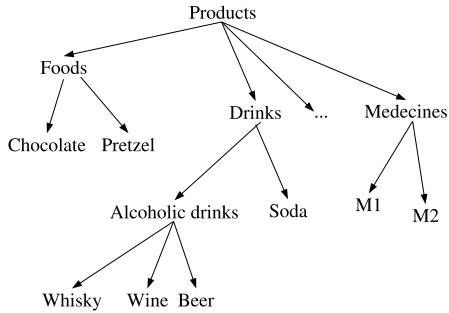 Products
Foods
Drinks
...
Medecines
Chocolate
Pretzel
Alcoholic drinks
Soda
M1
M2
Whisky
Wine
Beer